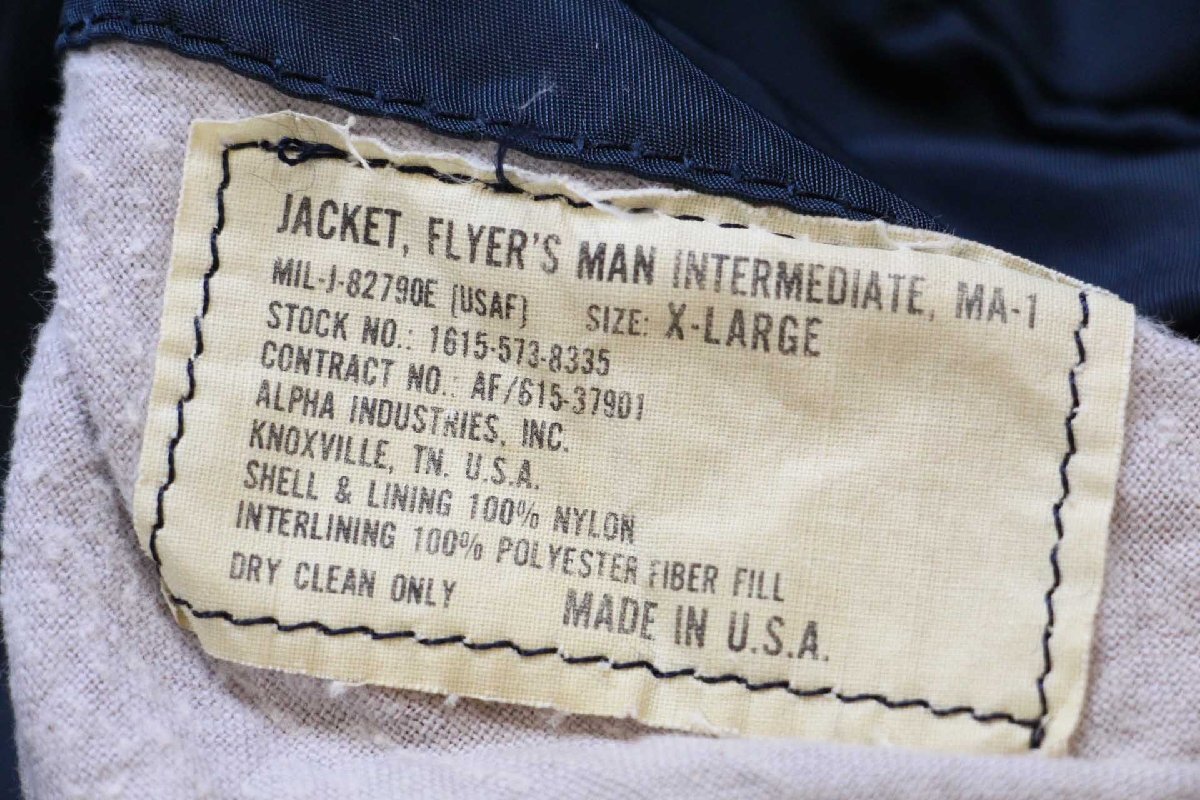 JACKET, FLYER'S MAN INTERMEDIATE, MA-1
MIL-J-82790E (USAF) SIZE: X-LARGE
STOCK NO.: 1615-573-8335
CONTRACT NO.: AF/615-37901
ALPHA INDUSTRIES, INC.
KNOXVILLE, TN. U.S.A.
SHELL & LINING 100% NYLON
INTERLINING 100% POLYESTER FIBER FILL
DRY CLEAN ONLY MADE IN U.S.A.